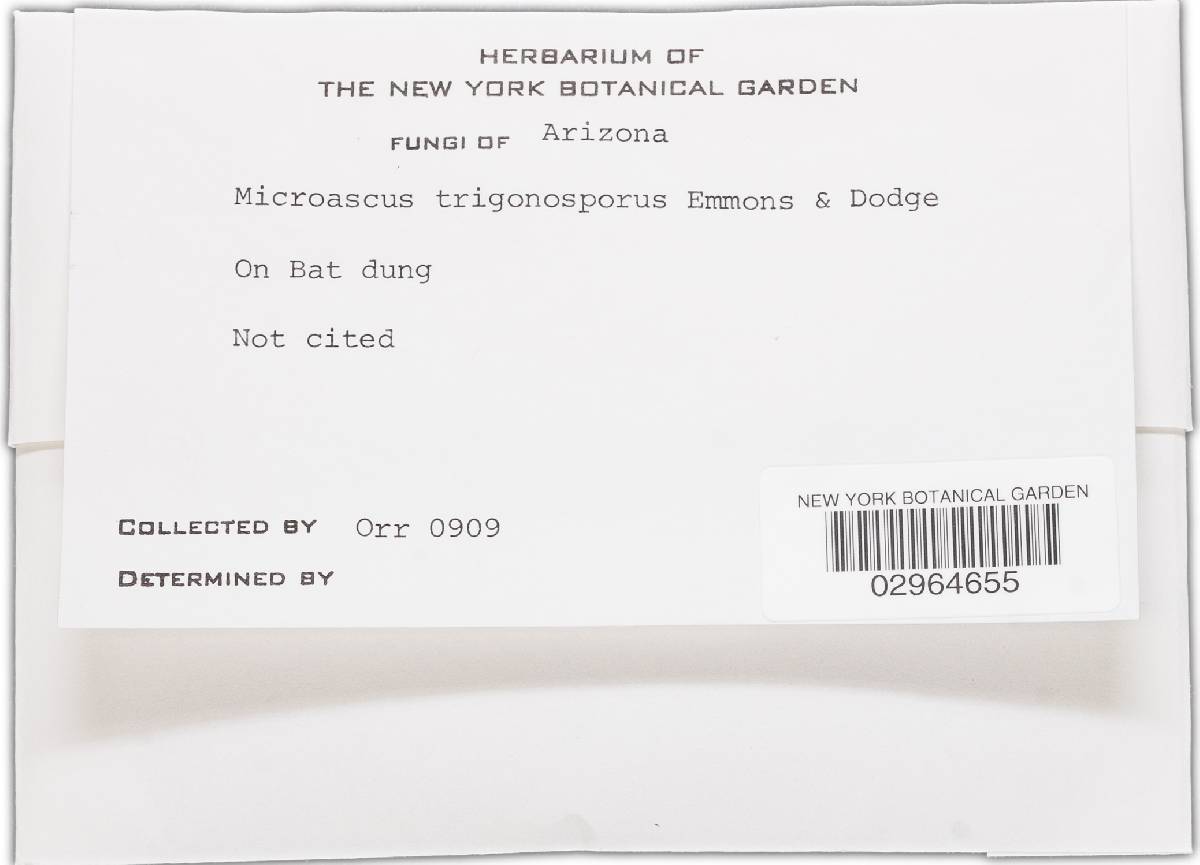 HERBARIUM OF
THE NEW YORK BOTANICAL GARDEN
FUNGI OF Arizona
Microascus trigonosporus Emmons & Dodge
On Bat dung
Not cited
COLLECTED BY Orr 0909
DETERMINED BY
NEW YORK BOTANICAL GARDEN
02964655